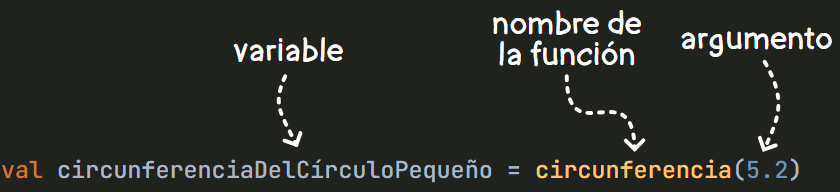 variable
nombre de
la función
argumento
val circunferenciaDelCírculoPequeño = circunferencia(5.2)